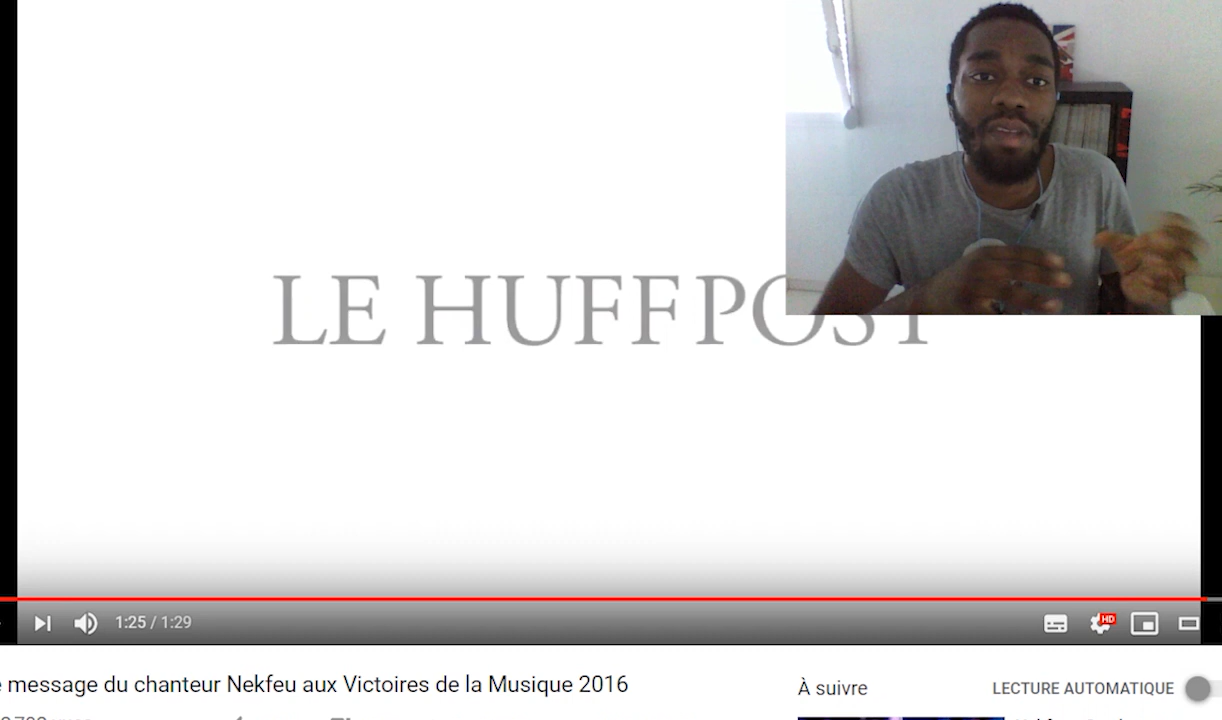 LE HUFFPOST
1:25 / 1:29
HD
message du chanteur Nekfeu aux Victoires de la Musique 2016
À suivre
LECTURE AUTOMATIQUE